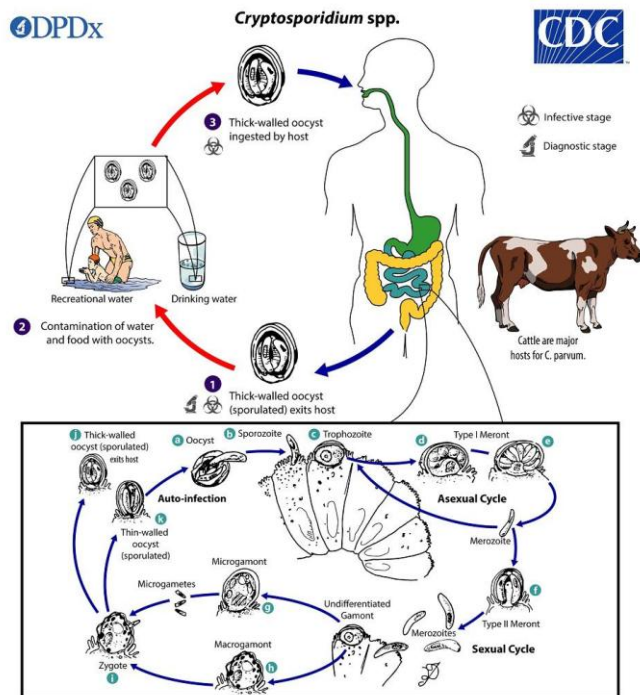 DPDx
Cryptosporidium spp.
CDC
3 Thick-walled oocyst
ingested by host
Infective stage
Diagnostic stage
Recreational water
Drinking water
2 Contamination of water
and food with oocysts.
Cattle are major
hosts for C. parvum.
1 Thick-walled oocyst
(sporulated) exits host
j
Thick-walled
oocyst (sporulated)
exits host
a Oocyst
b Sporozoite
c Trophozoite
d
Type I Meront
e
Auto-infection
Asexual Cycle
k
Thin-walled
oocyst
(sporulated)
Merozoite
f
Type II Meront
Microgametes
Microgamont
g
Undifferentiated
Gamont
Merozoites
Sexual Cycle
Macrogamont
h
Zygote
i